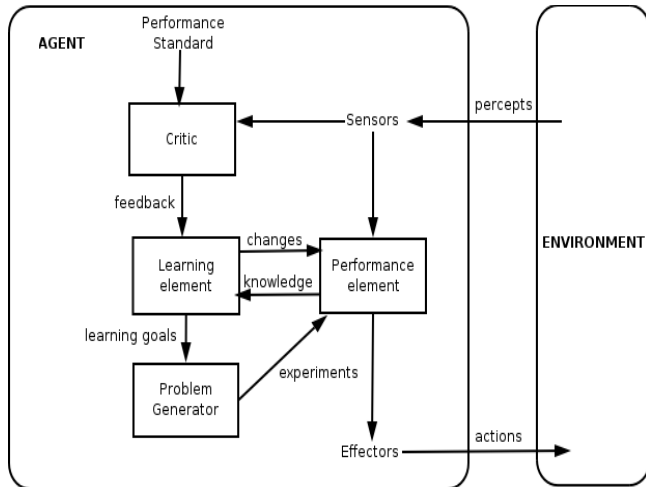 Performance
Standard
AGENT
percepts
Sensors
Critic
feedback
changes
ENVIRONMENT
Learning
element
Performance
element
knowledge
learning goals
experiments
Problem
Generator
actions
Effectors